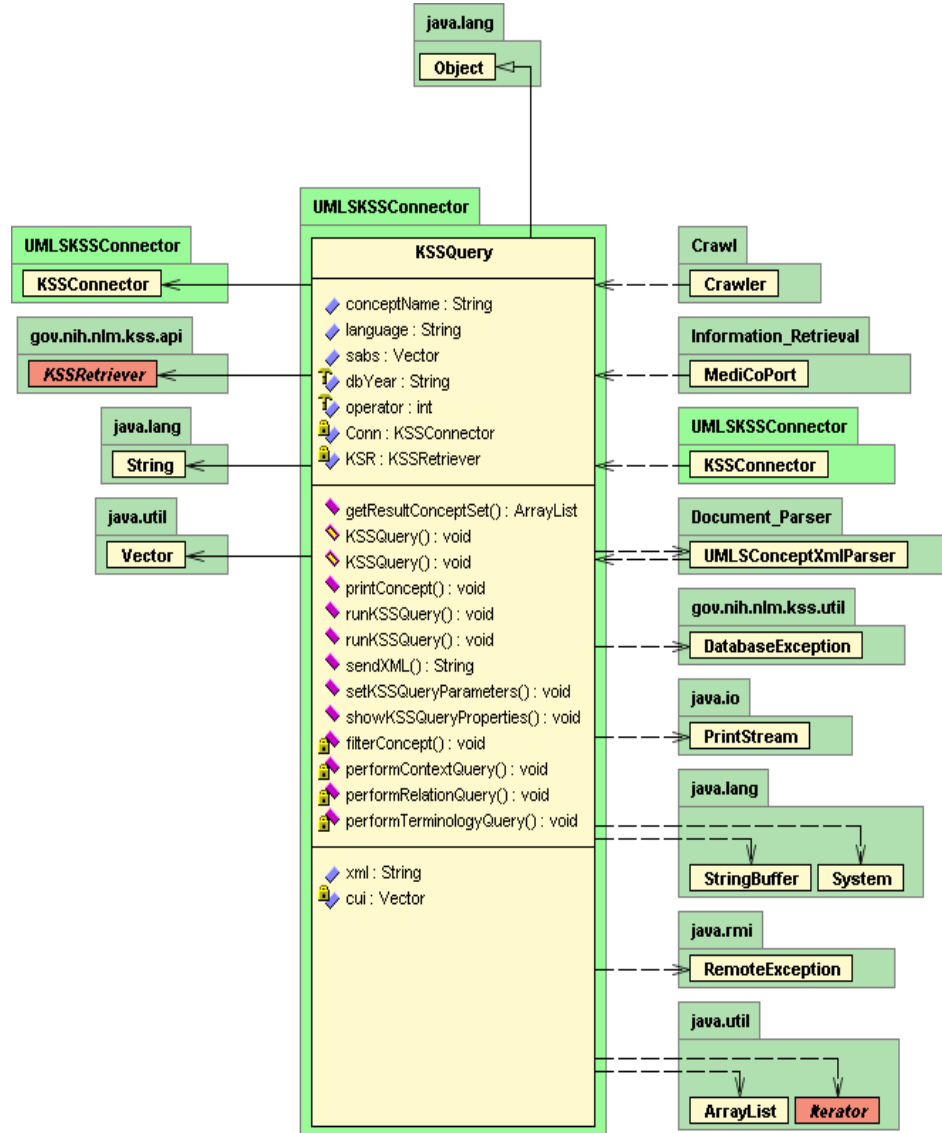 java.lang
Object
UMLSKSSConnector
KSSQuery
conceptName : String
language : String
sabs : Vector
dbYear : String
operator : int
Conn : KSSConnector
KSR : KSSRetriever
getResultConceptSet() : ArrayList
KSSQuery() : void
KSSQuery() : void
printConcept() : void
runKSSQuery() : void
runKSSQuery() : void
sendXML() : String
setKSSQueryParameters() : void
showKSSQueryProperties() : void
filterConcept() : void
performContextQuery() : void
performRelationQuery() : void
performTerminologyQuery() : void
xml : String
cui : Vector
UMLSKSSConnector
KSSConnector
gov.nih.nlm.kss.api
KSSRetriever
java.lang
String
java.util
Vector
Crawl
Crawler
Information_Retrieval
MediCoPort
UMLSKSSConnector
KSSConnector
Document_Parser
UMLSConceptXmlParser
gov.nih.nlm.kss.util
DatabaseException
java.io
PrintStream
java.lang
StringBuffer System
java.rmi
RemoteException
java.util
ArrayList Iterator